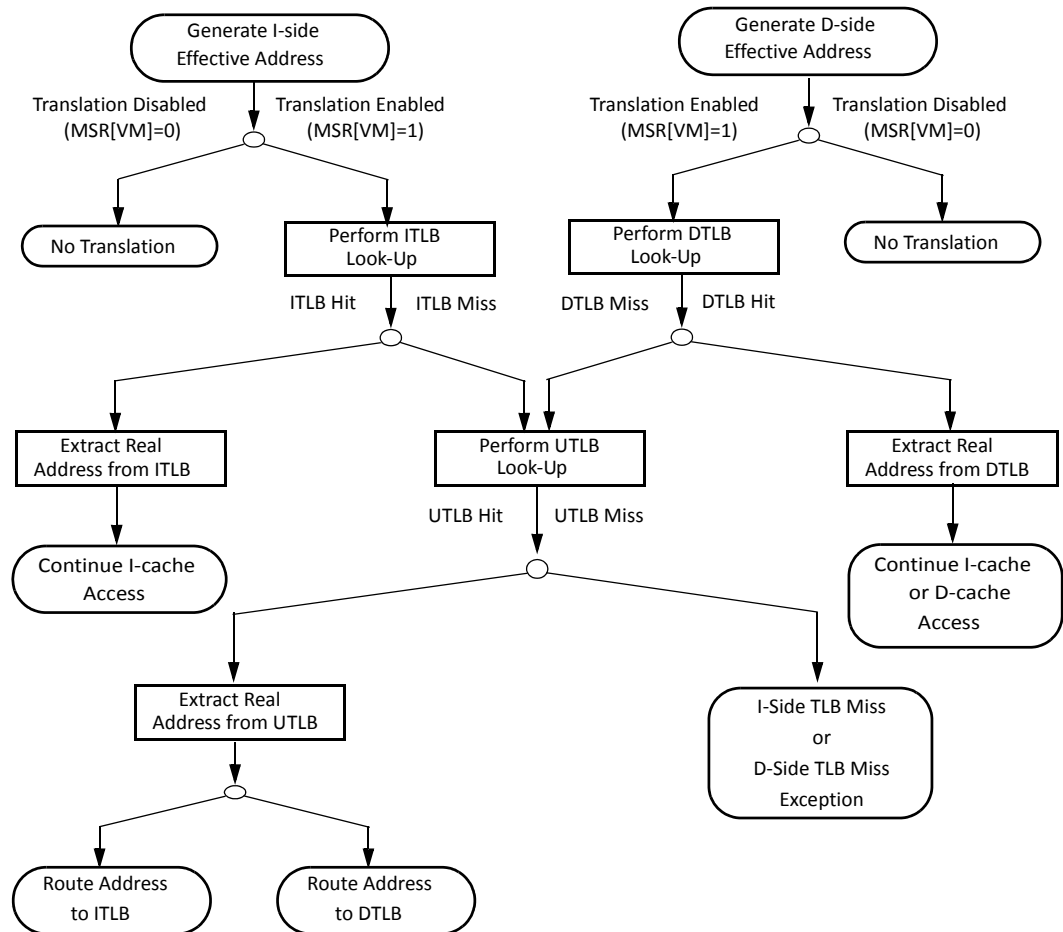 Generate I-side
Effective Address
Generate D-side
Effective Address
Translation Disabled
(MSR[VM]=0)
Translation Enabled
(MSR[VM]=1)
Translation Enabled
(MSR[VM]=1)
Translation Disabled
(MSR[VM]=0)
No Translation
Perform ITLB
Look-Up
Perform DTLB
Look-Up
No Translation
ITLB Hit
ITLB Miss
DTLB Miss
DTLB Hit
Extract Real
Address from ITLB
Perform UTLB
Look-Up
Extract Real
Address from DTLB
UTLB Hit
UTLB Miss
Continue I-cache
Access
Continue I-cache
or D-cache
Access
Extract Real
Address from UTLB
I-Side TLB Miss
or
D-Side TLB Miss
Exception
Route Address
to ITLB
Route Address
to DTLB